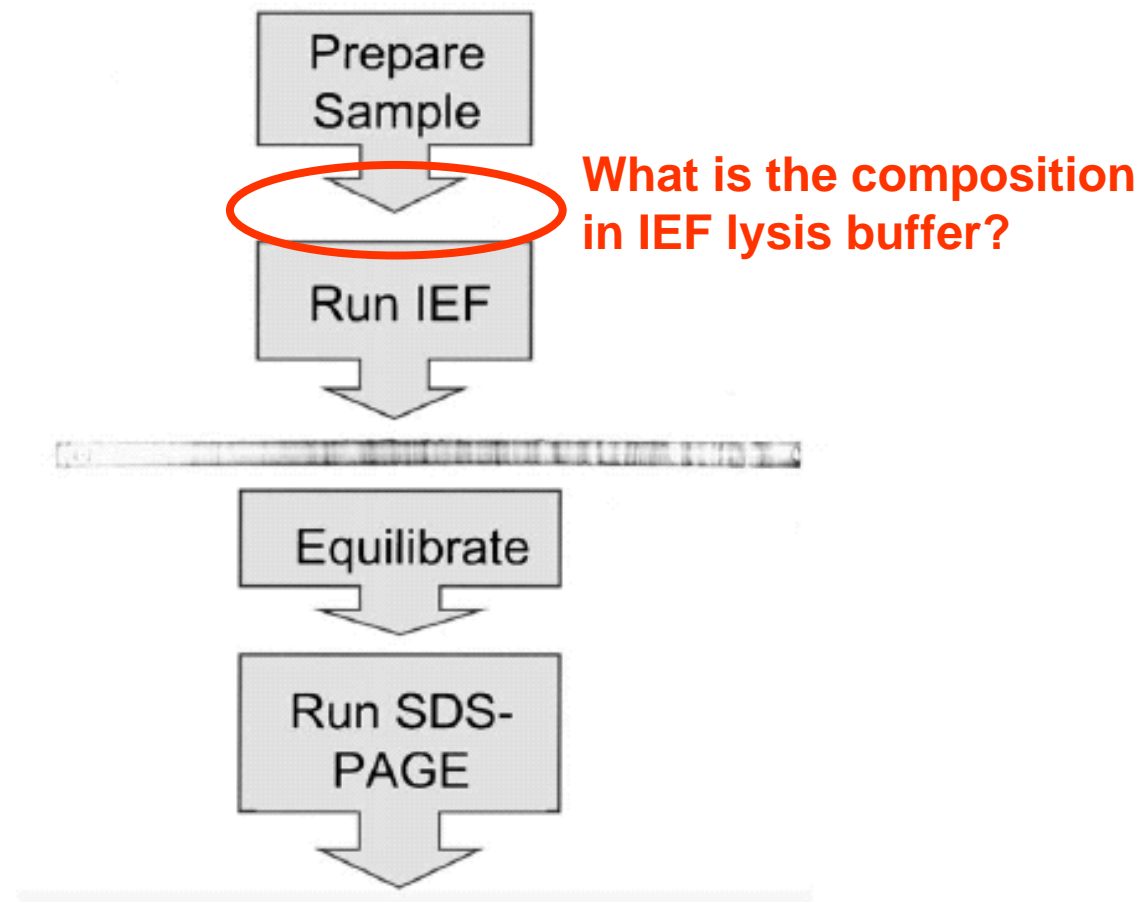 Prepare
Sample
What is the composition
in IEF lysis buffer?
Run IEF
Equilibrate
Run SDS-
PAGE